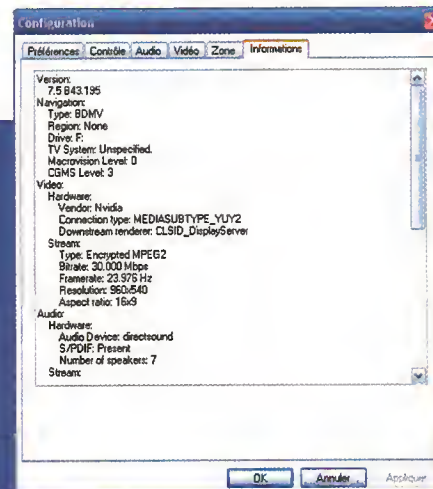 Configuration
Préférences Contrôle Audio Vidéo Zone Informations
Version:
7.5 B43.195
Navigation:
Type: BDMV
Region: None
Drive: F:
TV System: Unspecified.
Macrovision Level: 0
CGMS Level: 3
Video:
Hardware:
Vendor: Nvidia
Connection type: MEDIASUBTYPE_YUY2
Downstream renderer: CLSID_DisplayServer
Stream:
Type: Encrypted MPEG2
Bitrate: 30.000 Mbps
Framerate: 23.976 Hz
Resolution: 960x540
Aspect ratio: 16x9
Audio:
Hardware:
Audio Device: directsound
S/PDIF: Present
Number of speakers: 7
Stream:
OK Annuler Appliquer